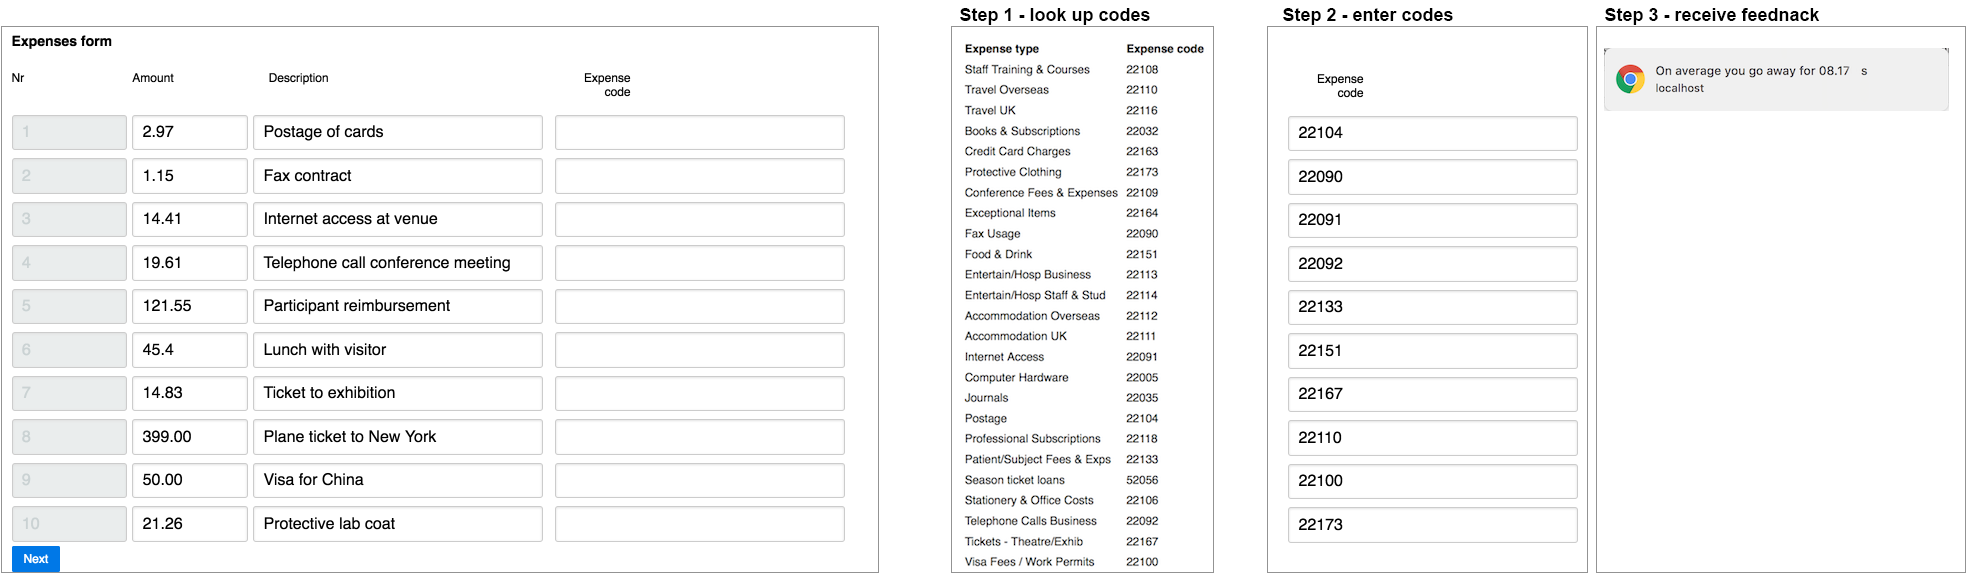 Expenses form
Nr Amount Description Expense code
1 2.97 Postage of cards
2 1.15 Fax contract
3 14.41 Internet access at venue
4 19.61 Telephone call conference meeting
5 121.55 Participant reimbursement
6 45.4 Lunch with visitor
7 14.83 Ticket to exhibition
8 399.00 Plane ticket to New York
9 50.00 Visa for China
10 21.26 Protective lab coat
Next
Step 1 - look up codes
Expense type Expense code
Staff Training & Courses 22108
Travel Overseas 22110
Travel UK 22116
Books & Subscriptions 22032
Credit Card Charges 22163
Protective Clothing 22173
Conference Fees & Expenses 22109
Exceptional Items 22164
Fax Usage 22090
Food & Drink 22151
Entertain/Hosp Business 22113
Entertain/Hosp Staff & Stud 22114
Accommodation Overseas 22112
Accommodation UK 22111
Internet Access 22091
Computer Hardware 22005
Journals 22035
Postage 22104
Professional Subscriptions 22118
Patient/Subject Fees & Exps 22133
Season ticket loans 52056
Stationery & Office Costs 22106
Telephone Calls Business 22092
Tickets - Theatre/Exhib 22167
Visa Fees / Work Permits 22100
Step 2 - enter codes
Expense
code
22104
22090
22091
22092
22133
22151
22167
22110
22100
22173
Step 3 - receive feednack
On average you go away for 08.17 s
localhost